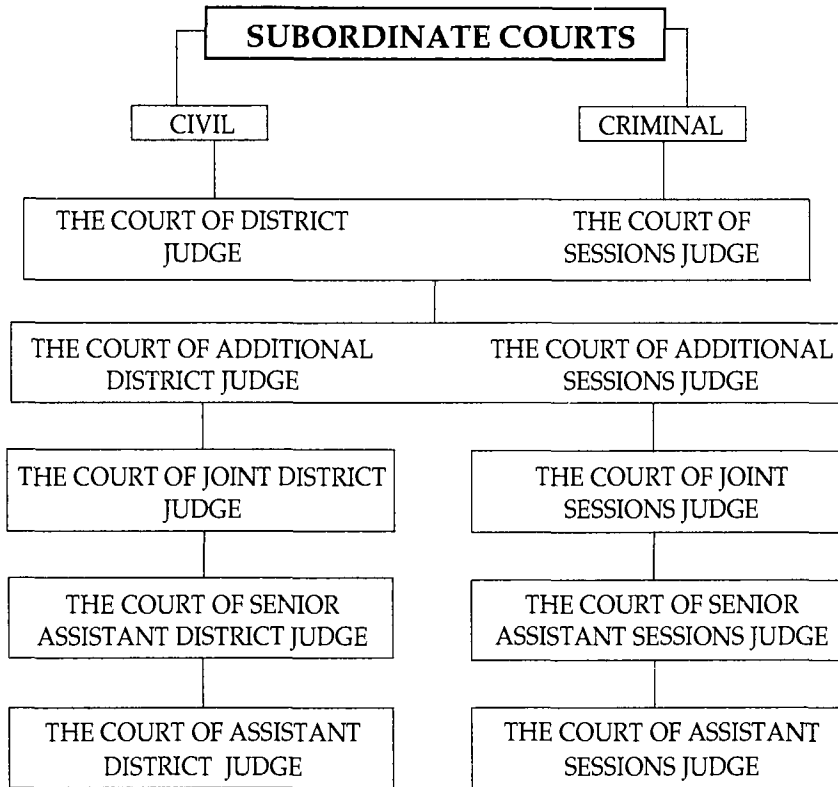 SUBORDINATE COURTS
CIVIL
CRIMINAL
THE COURT OF DISTRICT
JUDGE
THE COURT OF
SESSIONS JUDGE
THE COURT OF ADDITIONAL
DISTRICT JUDGE
THE COURT OF ADDITIONAL
SESSIONS JUDGE
THE COURT OF JOINT DISTRICT
JUDGE
THE COURT OF JOINT
SESSIONS JUDGE
THE COURT OF SENIOR
ASSISTANT DISTRICT JUDGE
THE COURT OF SENIOR
ASSISTANT SESSIONS JUDGE
THE COURT OF ASSISTANT
DISTRICT JUDGE
THE COURT OF ASSISTANT
SESSIONS JUDGE